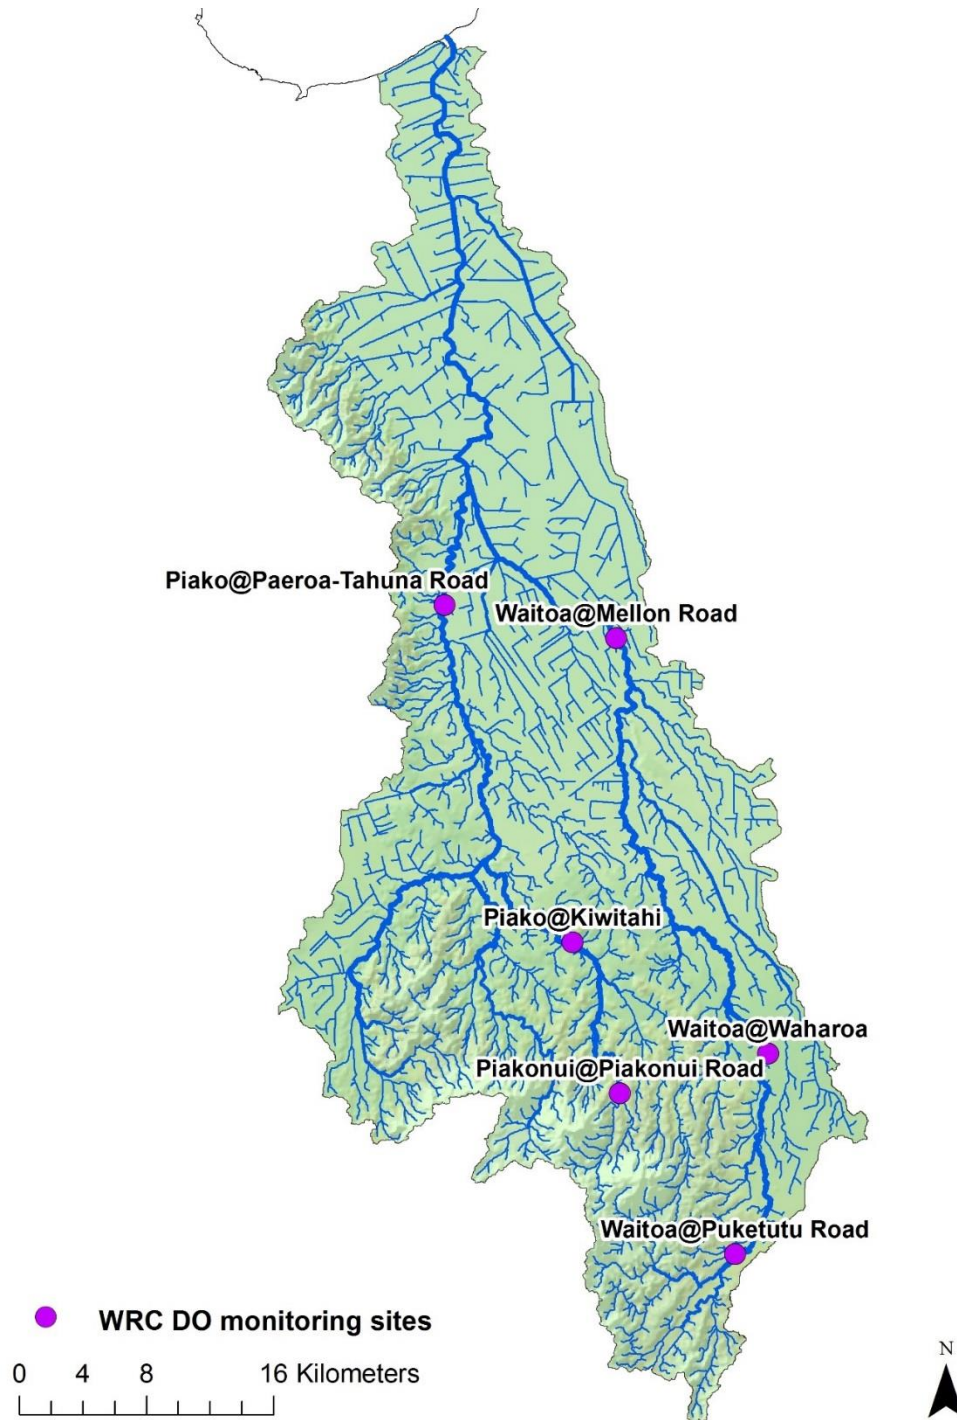 Piako@Paeroa-Tahuna Road
Waitoa@Mellon Road
Piako@Kiwitahi
Waitoa@Waharoa
Piakonui@Piakonui Road
Waitoa@Puketutu Road
WRC DO monitoring sites
0 4 8 16 Kilometers
N